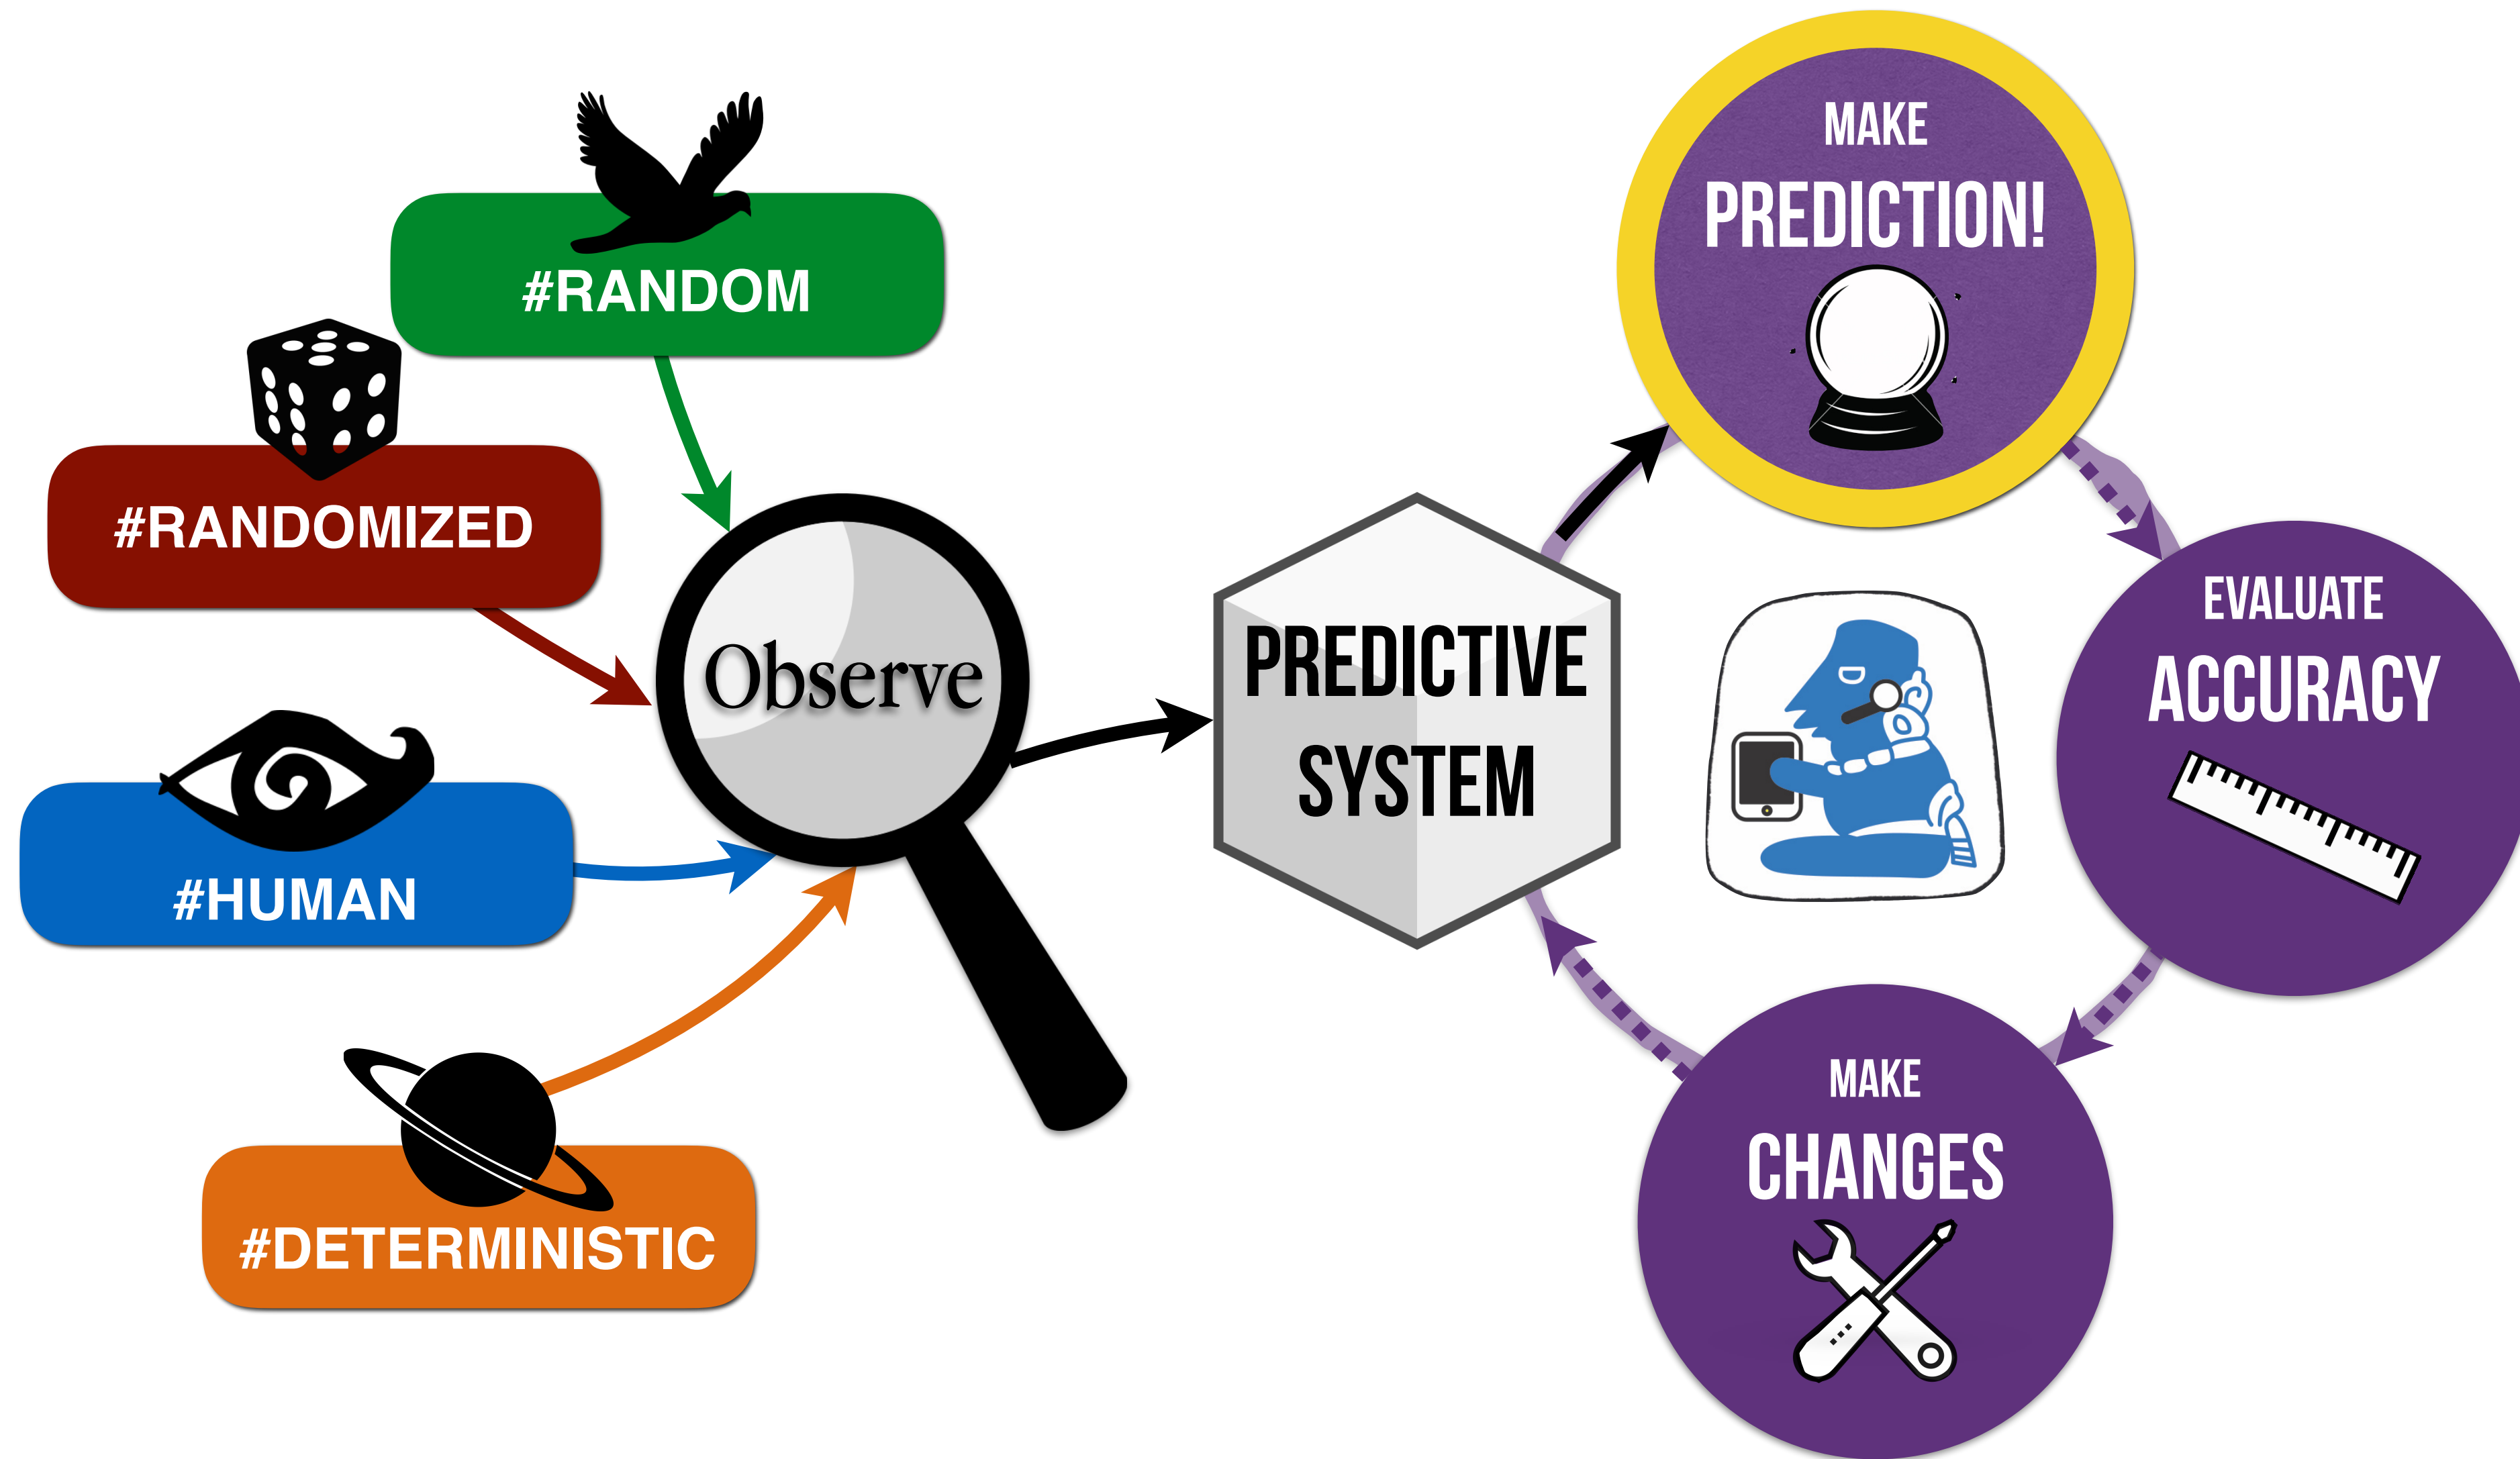 #RANDOM
#RANDOMIZED
#HUMAN
#DETERMINISTIC
Observe
PREDICTIVE
SYSTEM
MAKE
PREDICTION!
EVALUATE
ACCURACY
MAKE
CHANGES